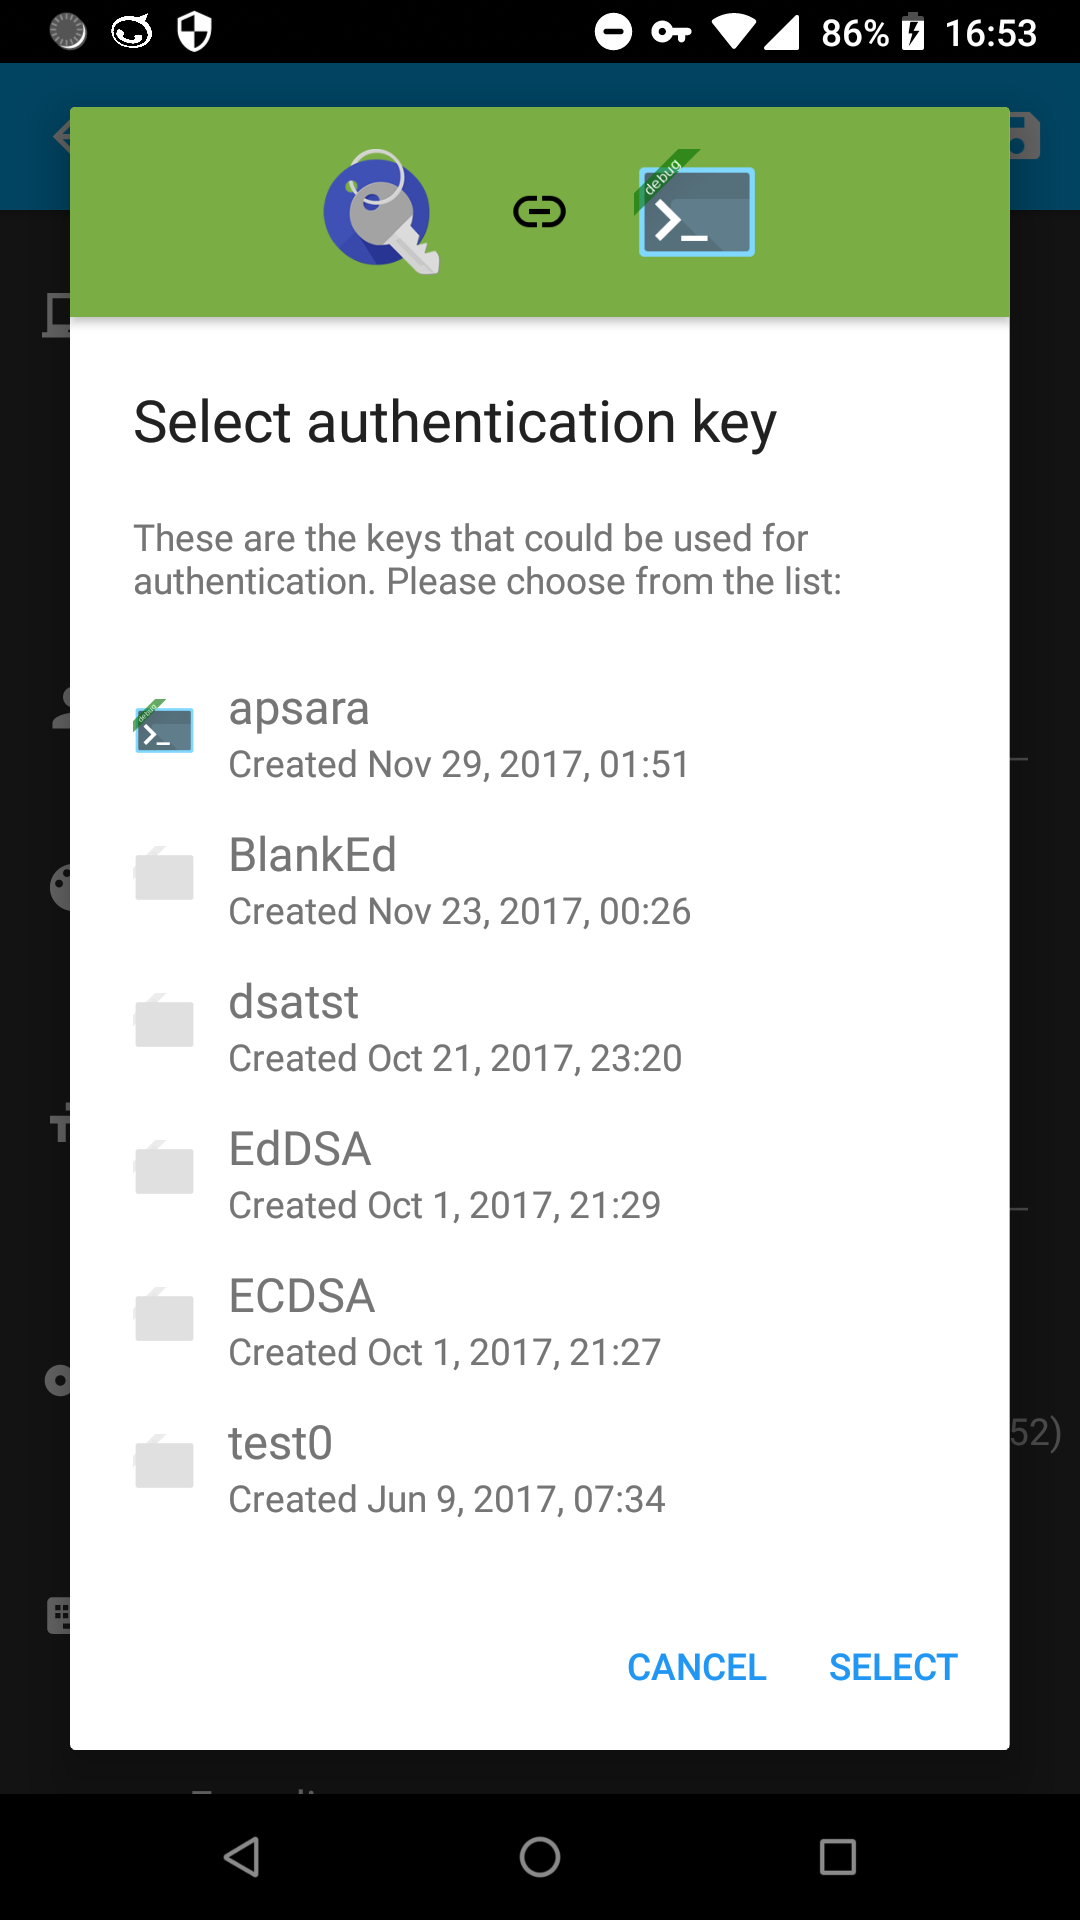 86% 16:53
debug
Select authentication key
These are the keys that could be used for
authentication. Please choose from the list:
apsara
Created Nov 29, 2017, 01:51
debug
BlankEd
Created Nov 23, 2017, 00:26
dsatst
Created Oct 21, 2017, 23:20
EdDSA
Created Oct 1, 2017, 21:29
ECDSA
Created Oct 1, 2017, 21:27
52)
test0
Created Jun 9, 2017, 07:34
CANCEL SELECT